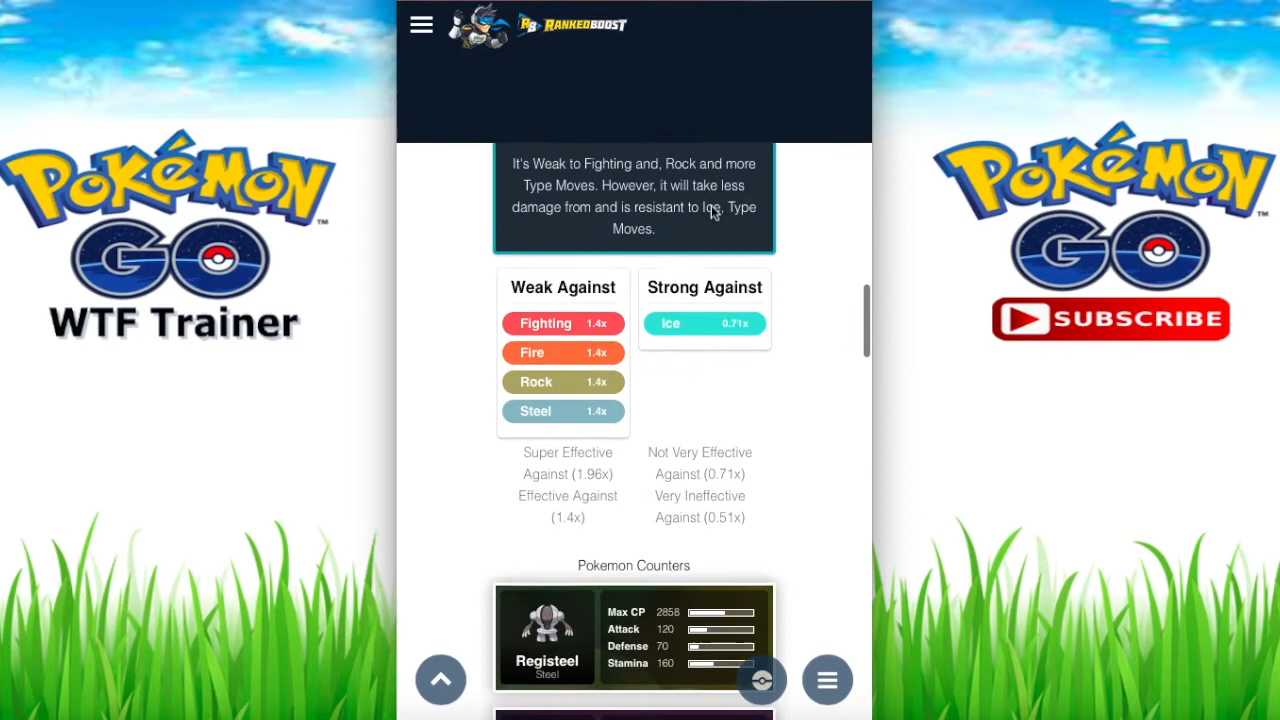 RB RANKEDBOOST
POKÉMON
GO
TM
WTF Trainer
It's Weak to Fighting and, Rock and more
Type Moves. However, it will take less
damage from and is resistant to Ice, Type
Moves.
Weak Against
Fighting 1.4x
Fire 1.4x
Rock 1.4x
Steel 1.4x
Super Effective
Against (1.96x)
Effective Against
(1.4x)
Strong Against
Ice 0.71x
Not Very Effective
Against (0.71x)
Very Ineffective
Against (0.51x)
Pokemon Counters
Registeel
Steel
Max CP 2858
Attack 120
Defense 70
Stamina 160
POKÉMON
GO
TM
SUBSCRIBE